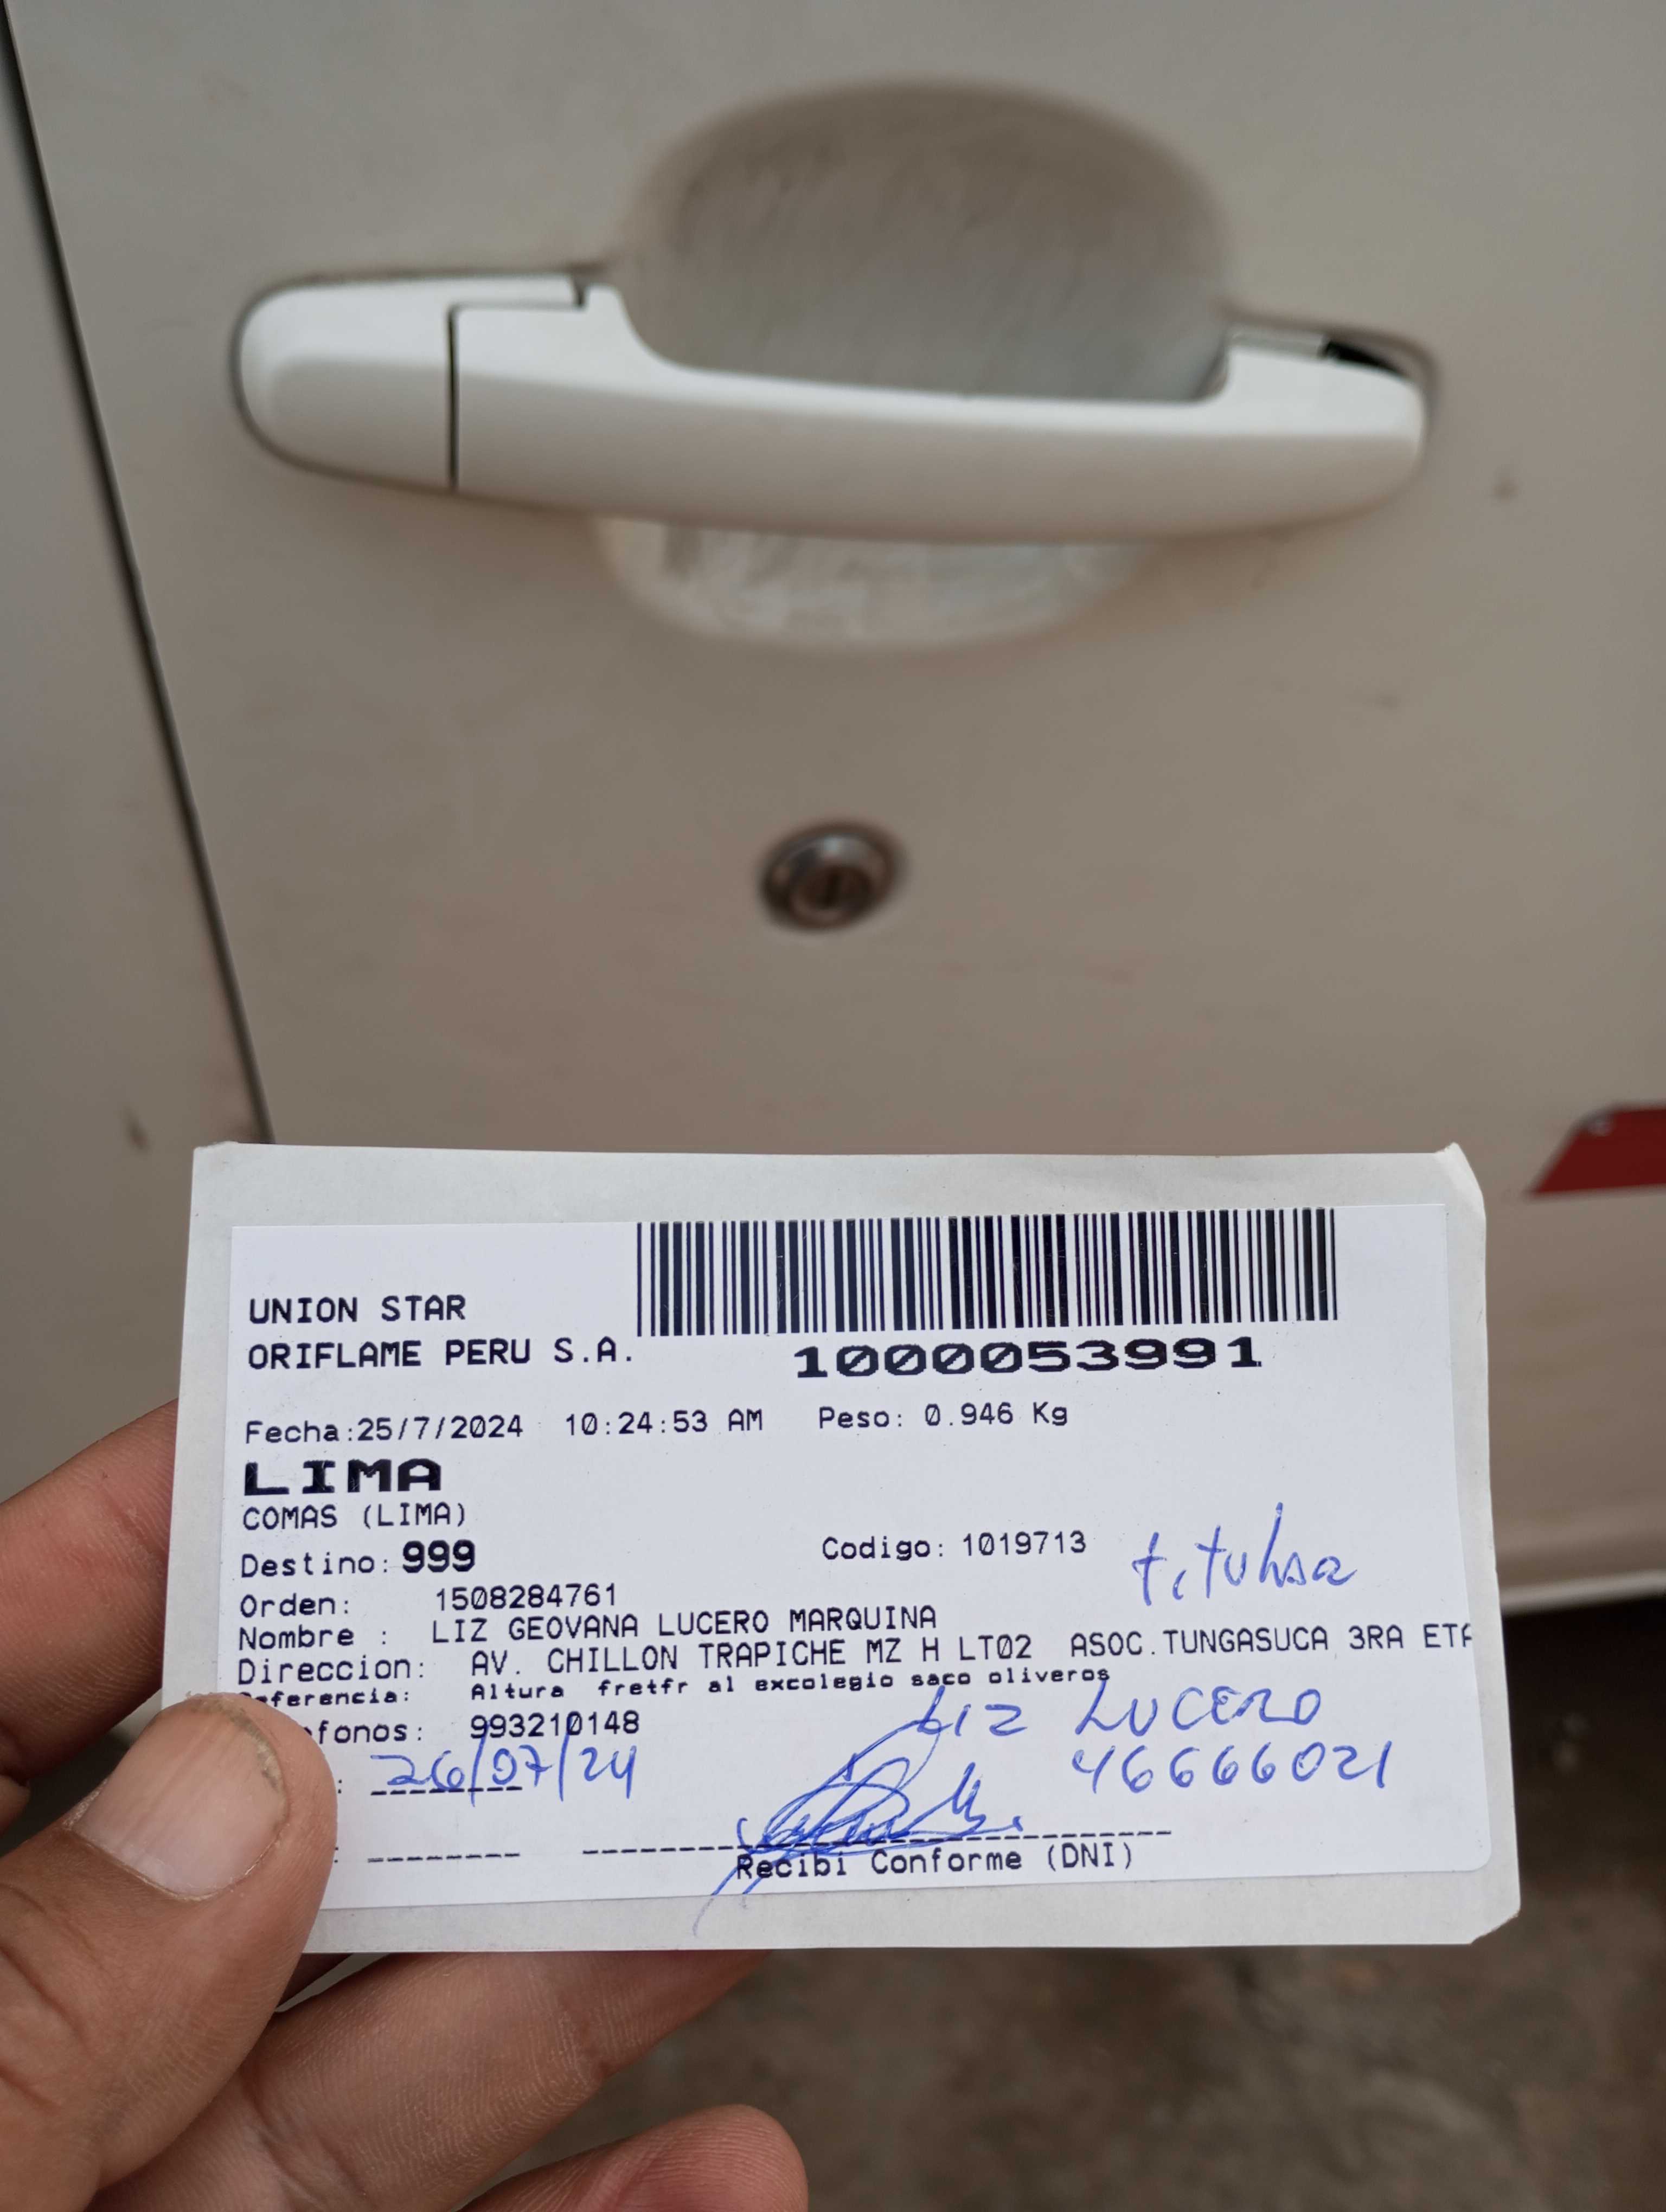 UNION STAR
ORIFLAME PERU S.A.
1000053991
Fecha:25/7/2024 10:24:53 AM Peso: 0.946 Kg
LIMA
COMAS (LIMA)
Destino: 999 Codigo: 1019713
Orden: 1508284761
Nombre : LIZ GEOVANA LUCERO MARQUINA
Direccion: AV. CHILLON TRAPICHE MZ H LT02 ASOC.TUNGASUCA 3RA ETA
ferencia: Altura fretfr al excolegio saco oliveros
fonos: 993210148
LIZ LUCERO
: 26/07/24 46666021
Recibi Conforme (DNI)